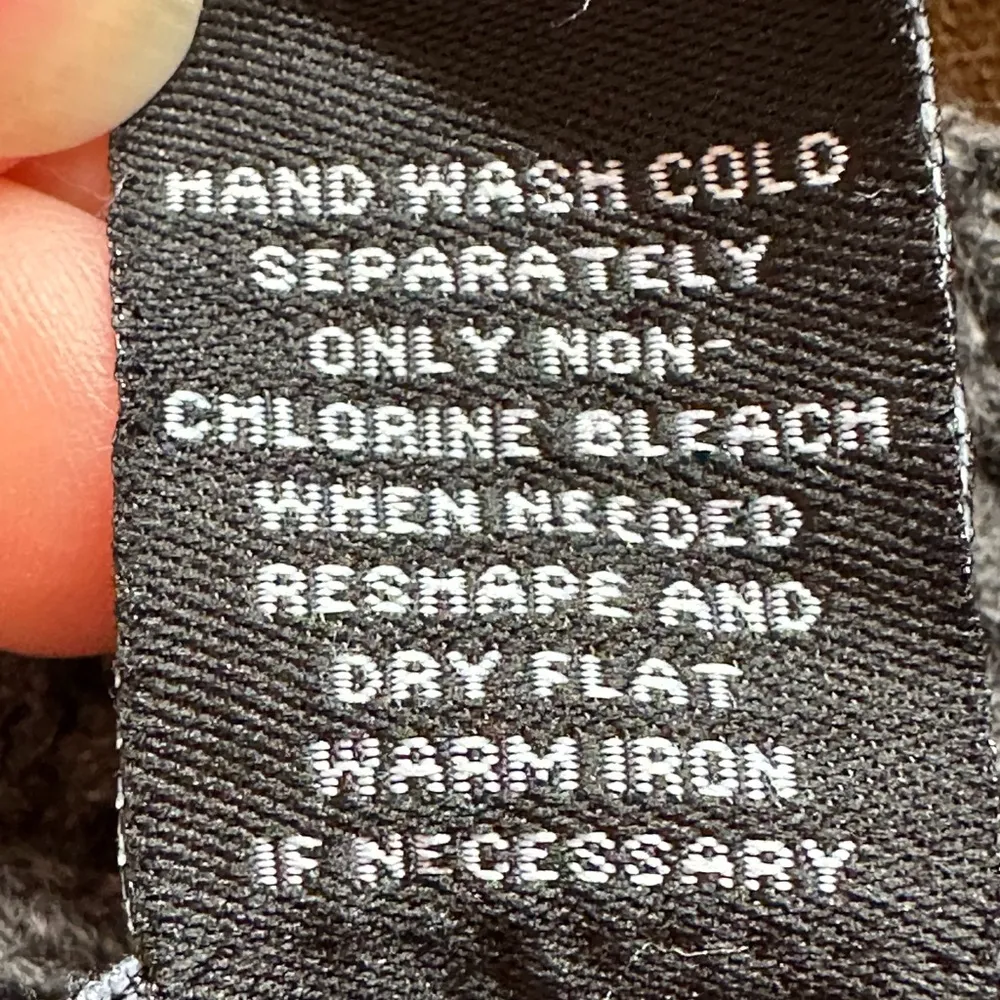 HAND WASH COLD
SEPARATELY
ONLY NON-
CHLORINE BLEACH
WHEN NEEDED
RESHAPE AND
DRY FLAT
WARM IRON
IF NECESSARY